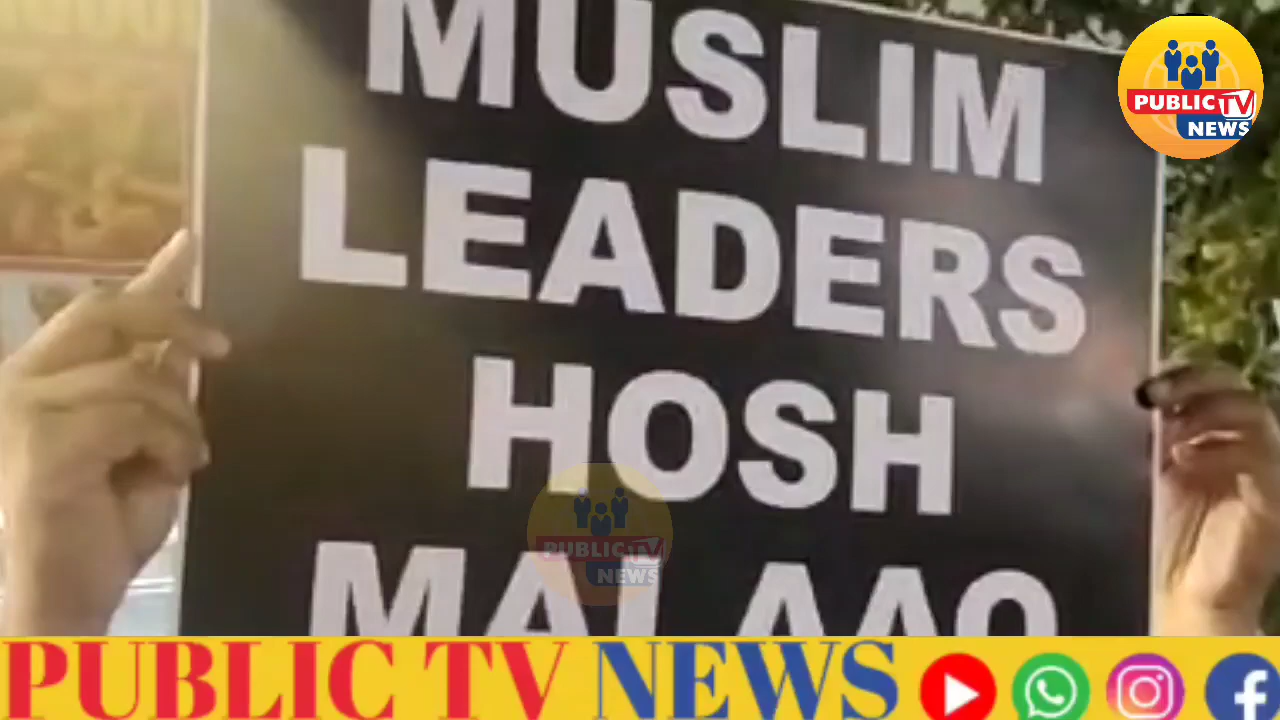 MUSLIM
LEADERS
HOSH
PUBLIC TV
NEWS
PUBLIC TV
NEWS
PUBLIC TV NEWS